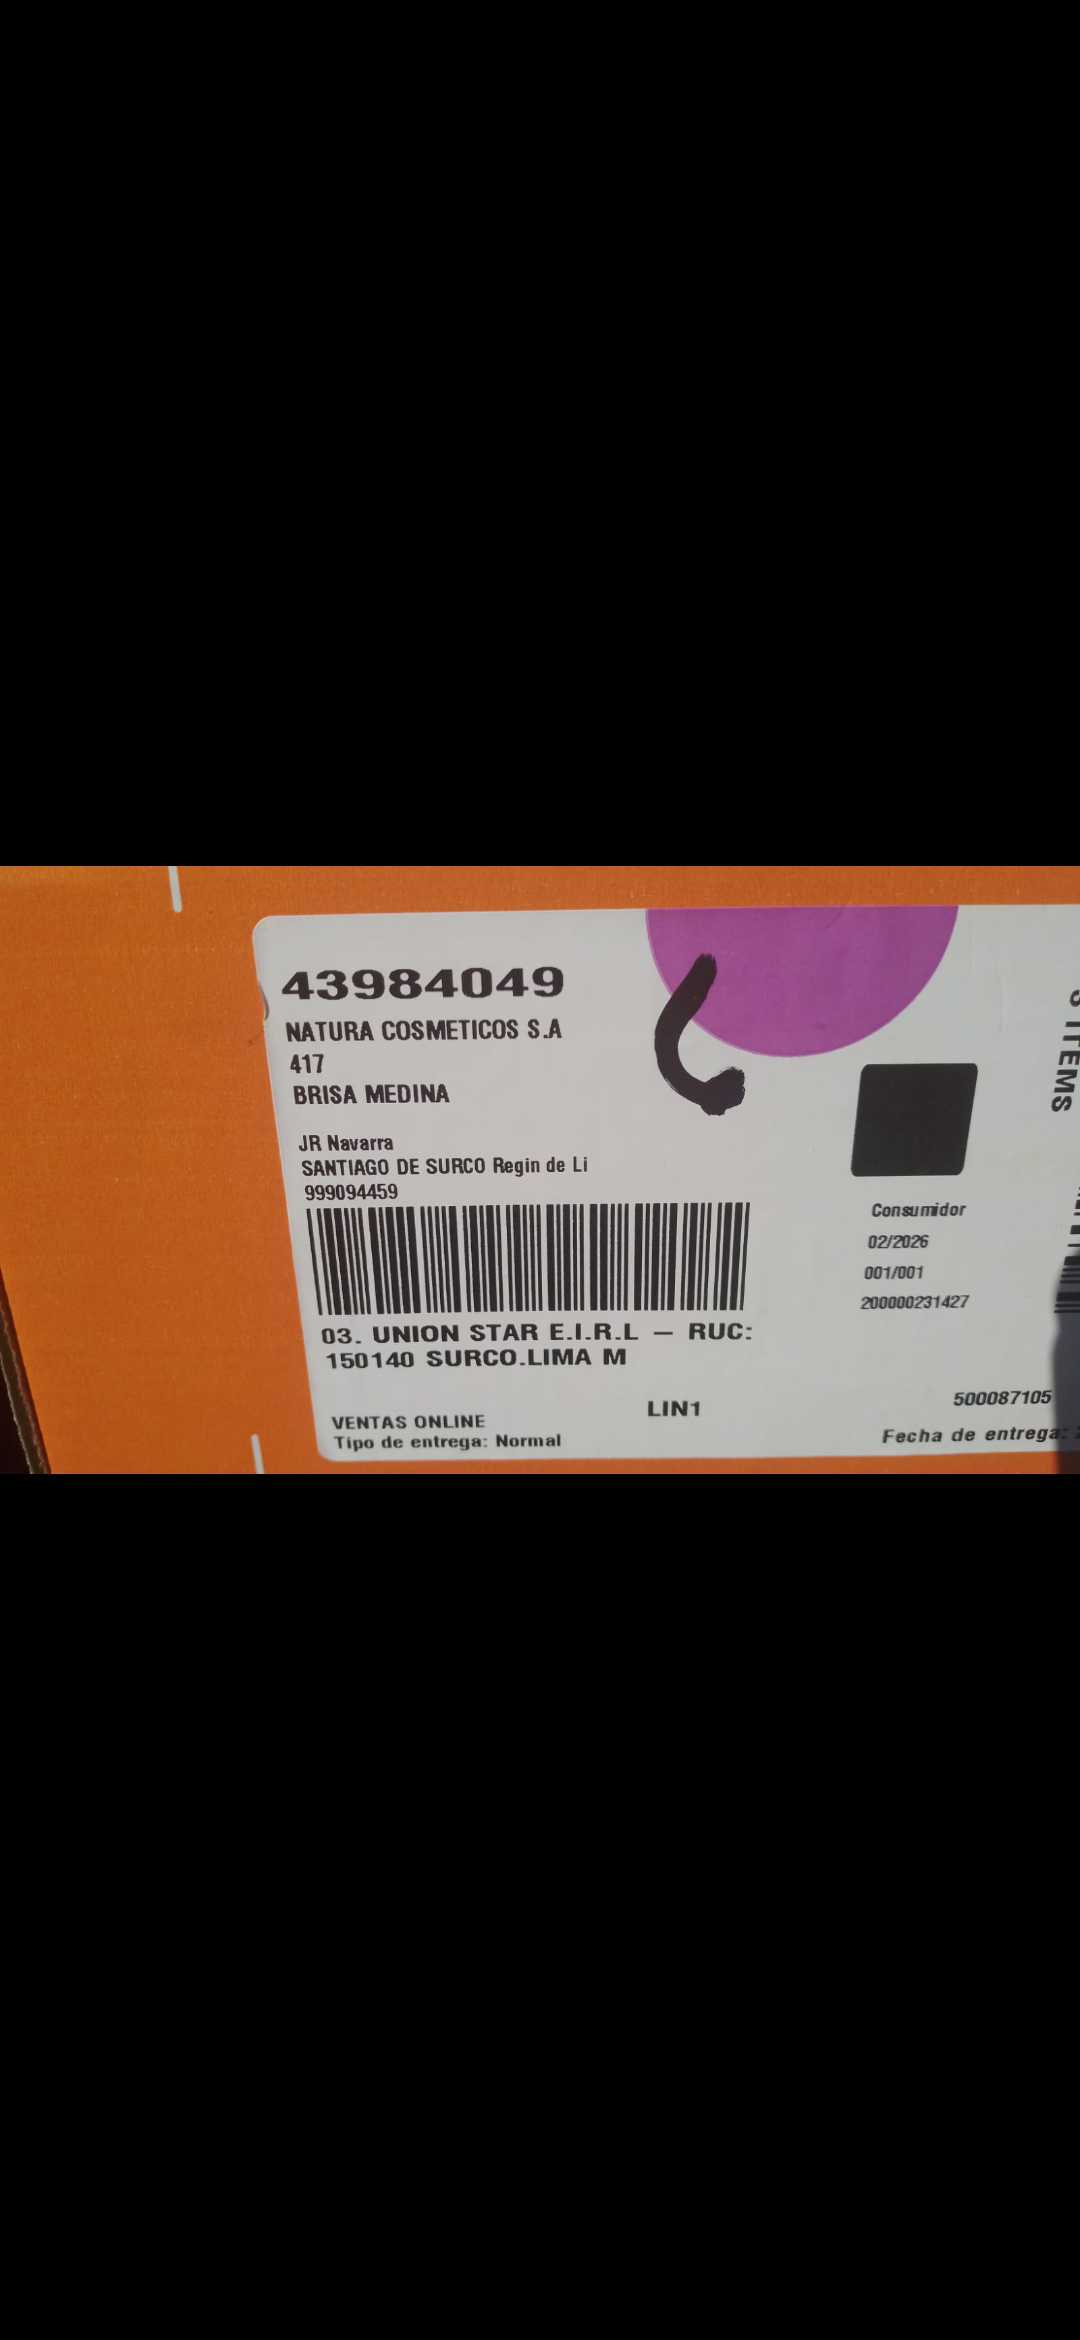 43984049
NATURA COSMETICOS S.A
417
BRISA MEDINA
JR Navarra
SANTIAGO DE SURCO Regin de Li
999094459
03. UNION STAR E.I.R.L – RUC:
150140 SURCO.LIMA M
VENTAS ONLINE
Tipo de entrega: Normal
LIN1
Consumidor
02/2026
001/001
200000231427
500087105
Fecha de entrega:
ITEMS